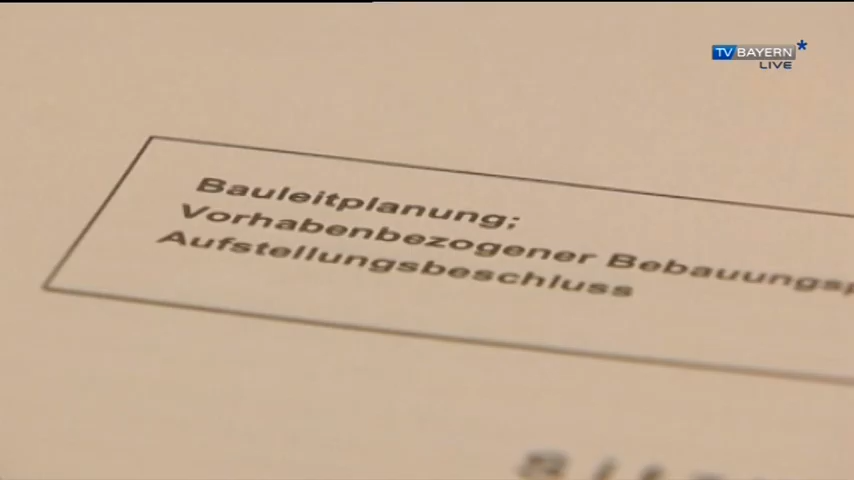 TV BAYERN*
LIVE
Bauleitplanung;
Vorhabenbezogener Bebauungsp
Aufstellungsbeschluss